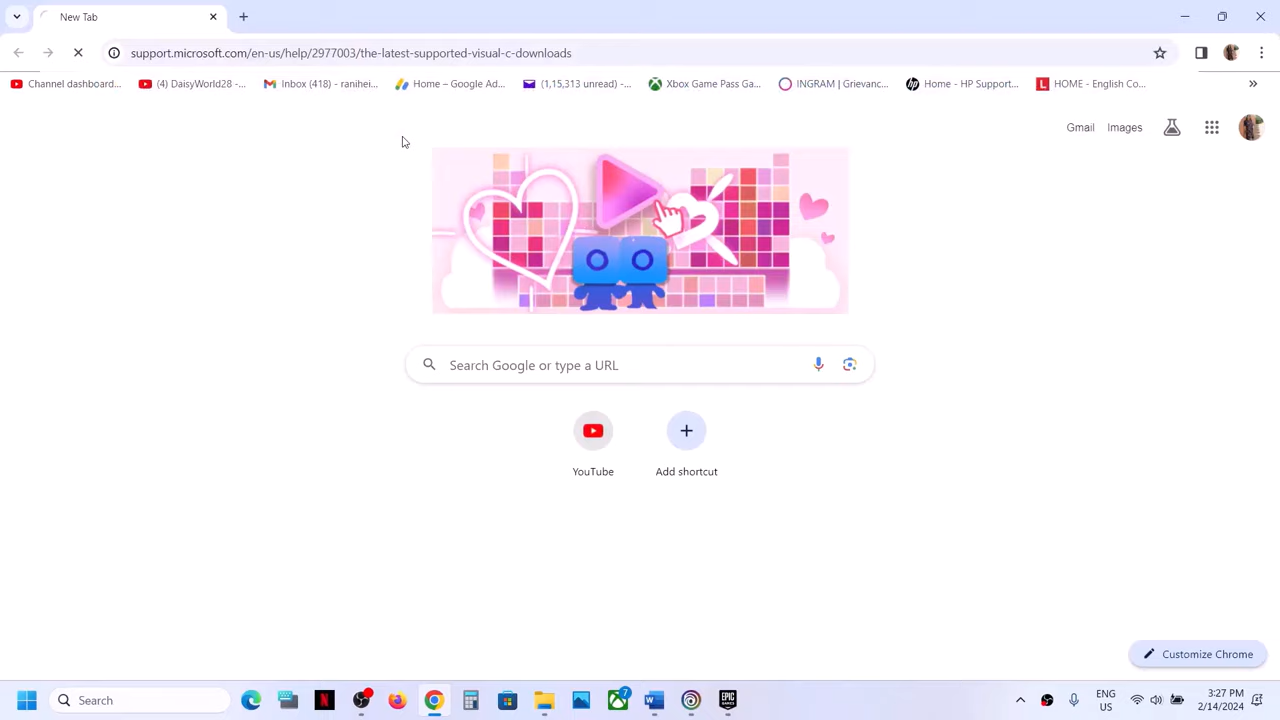 New Tab
support.microsoft.com/en-us/help/2977003/the-latest-supported-visual-c-downloads
Channel dashboard...
(4) DaisyWorld28 -...
Inbox (418) - ranihei...
Home – Google Ad...
(1,15,313 unread) -...
Xbox Game Pass Ga...
INGRAM | Grievanc...
Home - HP Support...
HOME - English Co...
Gmail
Images
Search Google or type a URL
YouTube
Add shortcut
Customize Chrome
Search
7
EPIC GAMES
ENG
US
3:27 PM
2/14/2024